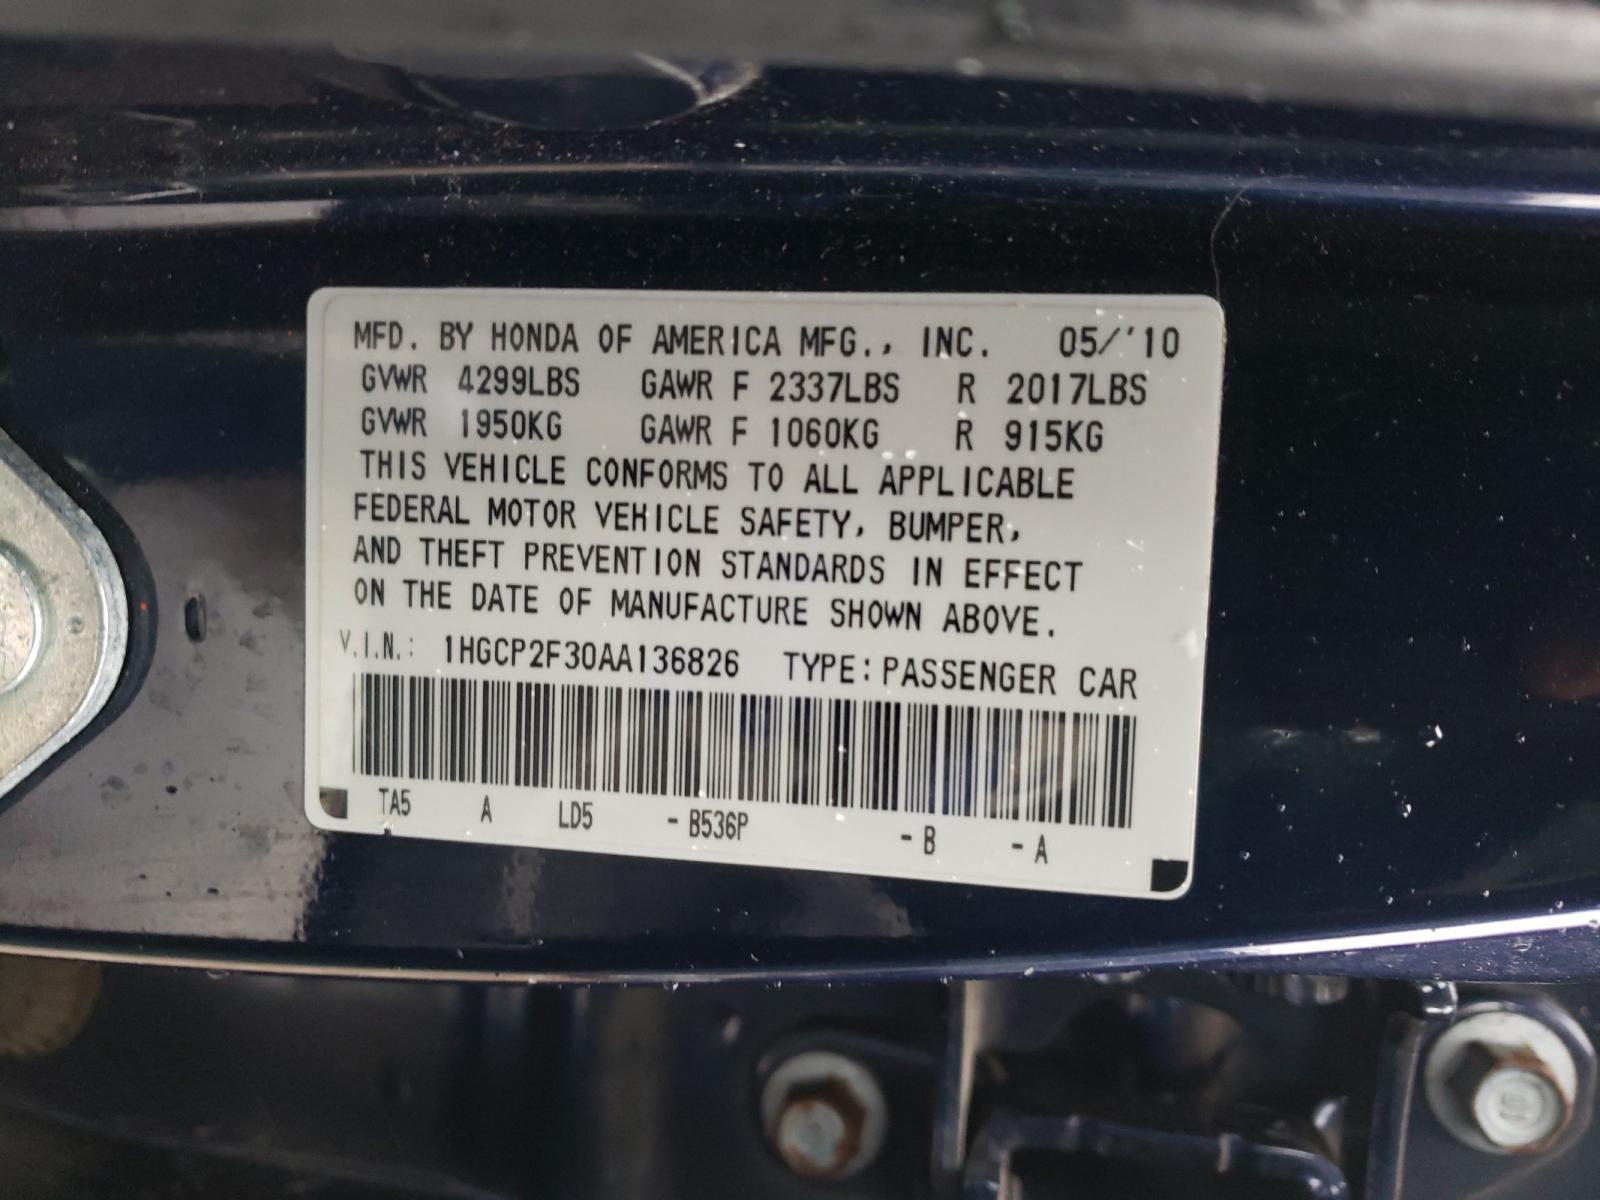 MFD. BY HONDA OF AMERICA MFG., INC. 05/'10
GVWR 4299LBS GAWR F 2337LBS R 2017LBS
GVWR 1950KG GAWR F 1060KG R 915KG
THIS VEHICLE CONFORMS TO ALL APPLICABLE
FEDERAL MOTOR VEHICLE SAFETY, BUMPER,
AND THEFT PREVENTION STANDARDS IN EFFECT
ON THE DATE OF MANUFACTURE SHOWN ABOVE.
V.I.N.: 1HGCP2F30AA136826 TYPE: PASSENGER CAR
TA5 A LD5 - B536P - B - A